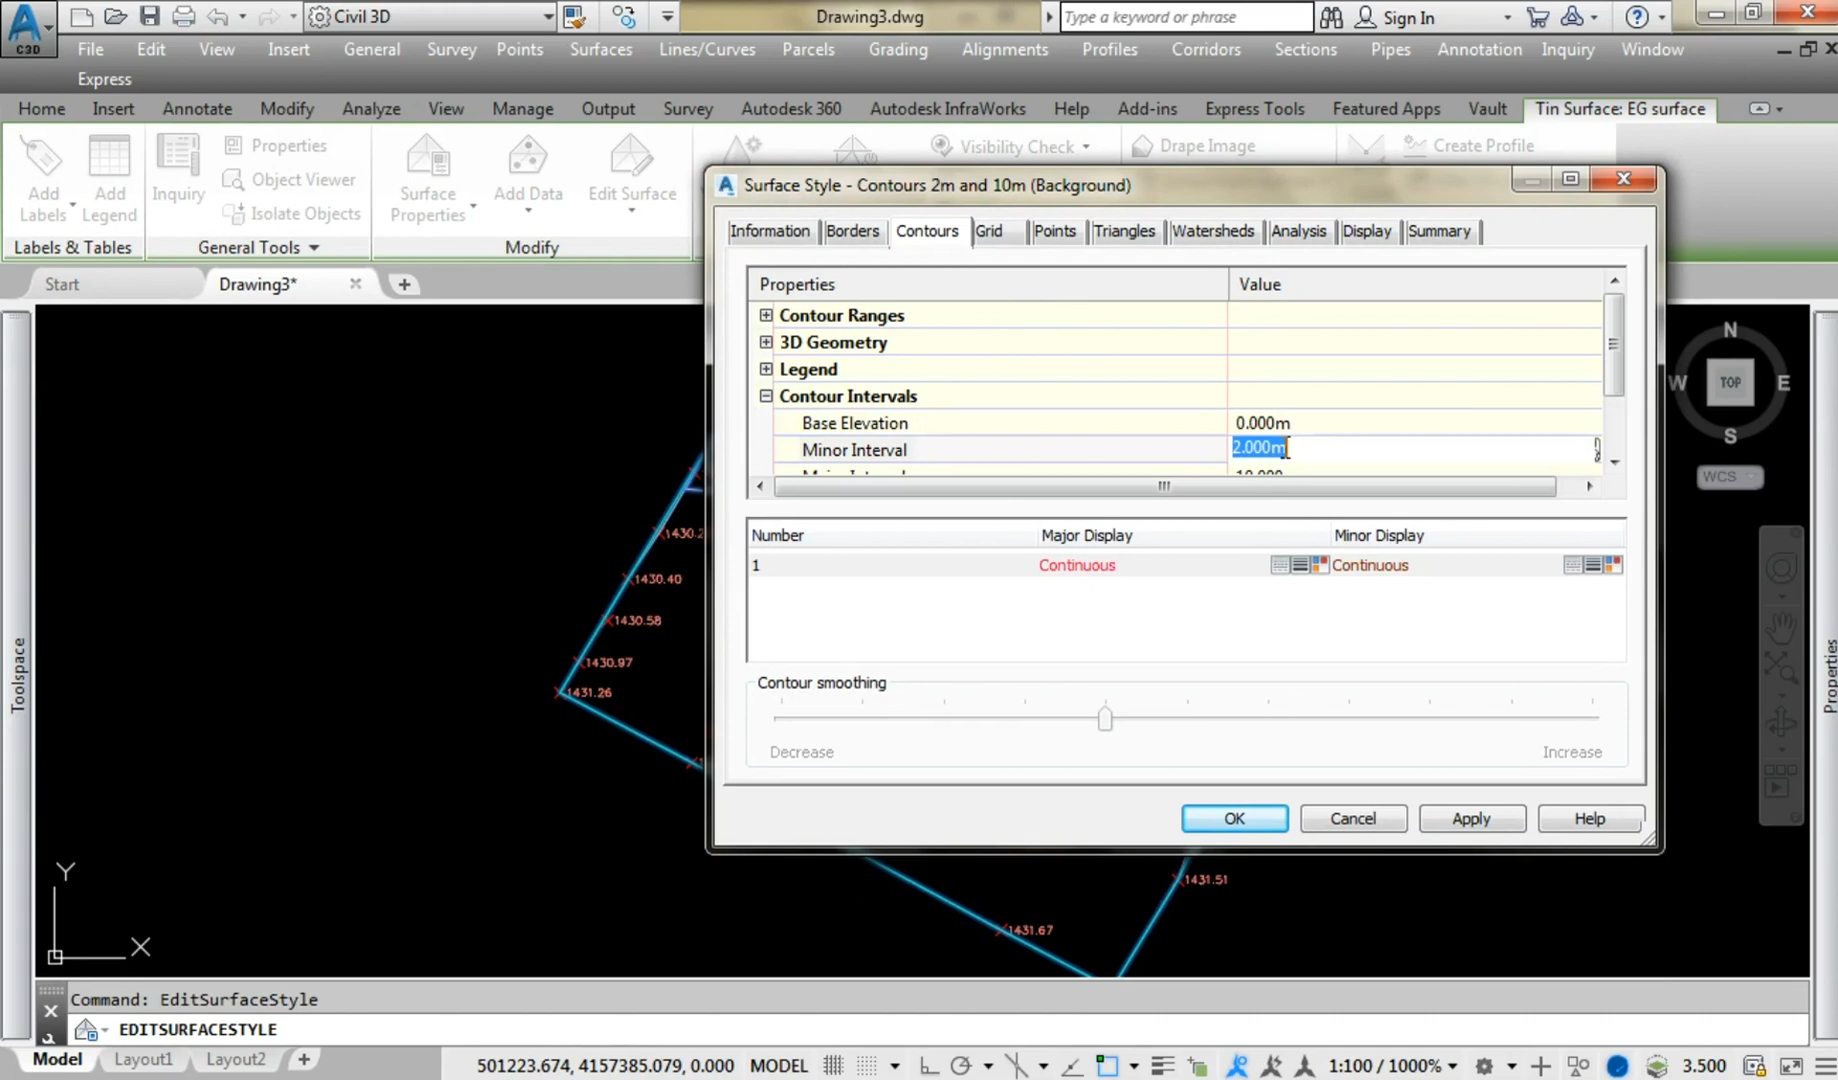 Civil 3D
Drawing3.dwg
Type a keyword or phrase
Sign In
C3D
File Edit View Insert General Survey Points Surfaces Lines/Curves Parcels Grading Alignments Profiles Corridors Sections Pipes Annotation Inquiry Window
Express
Home Insert Annotate Modify Analyze View Manage Output Survey Autodesk 360 Autodesk InfraWorks Help Add-ins Express Tools Featured Apps Vault Tin Surface: EG surface
Add Labels
Add Legend
Inquiry
Properties
Object Viewer
Isolate Objects
Surface Properties
Add Data
Edit Surface
Visibility Check
Drape Image
Create Profile
Labels & Tables
General Tools
Modify
Start
Drawing3*
Surface Style - Contours 2m and 10m (Background)
Information Borders Contours Grid Points Triangles Watersheds Analysis Display Summary
Properties Value
Contour Ranges
3D Geometry
Legend
Contour Intervals
Base Elevation 0.000m
Minor Interval 2.000m
Number Major Display Minor Display
1 Continuous Continuous
Contour smoothing
Decrease Increase
OK Cancel Apply Help
N
W TOP E
S
WCS
Toolspace
Properties
1430.2
1430.40
1430.58
1430.97
1431.26
1431.51
1431.67
Y
X
Command: EditSurfaceStyle
EDITSURFACESTYLE
Model Layout1 Layout2
501223.674, 4157385.079, 0.000 MODEL 1:100 / 1000% 3.500